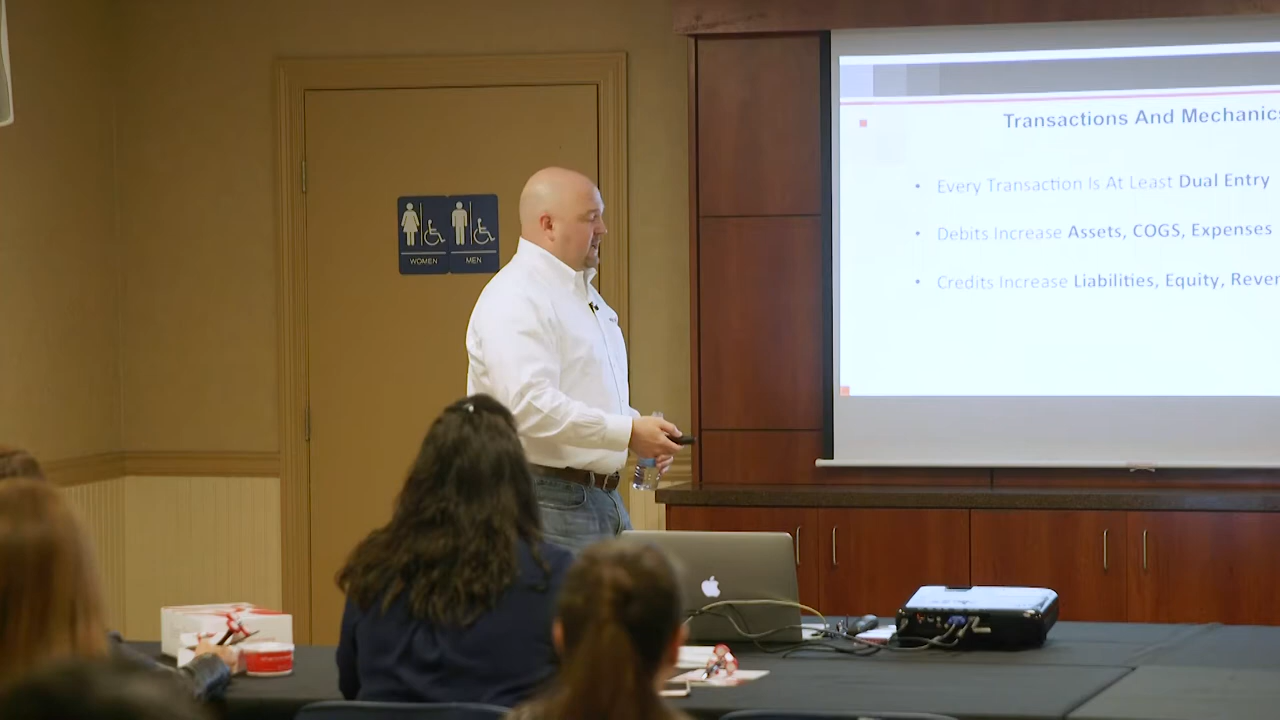 Transactions And Mechanics
• Every Transaction Is At Least Dual Entry
• Debits Increase Assets, COGS, Expenses
• Credits Increase Liabilities, Equity, Reven
WOMEN
MEN